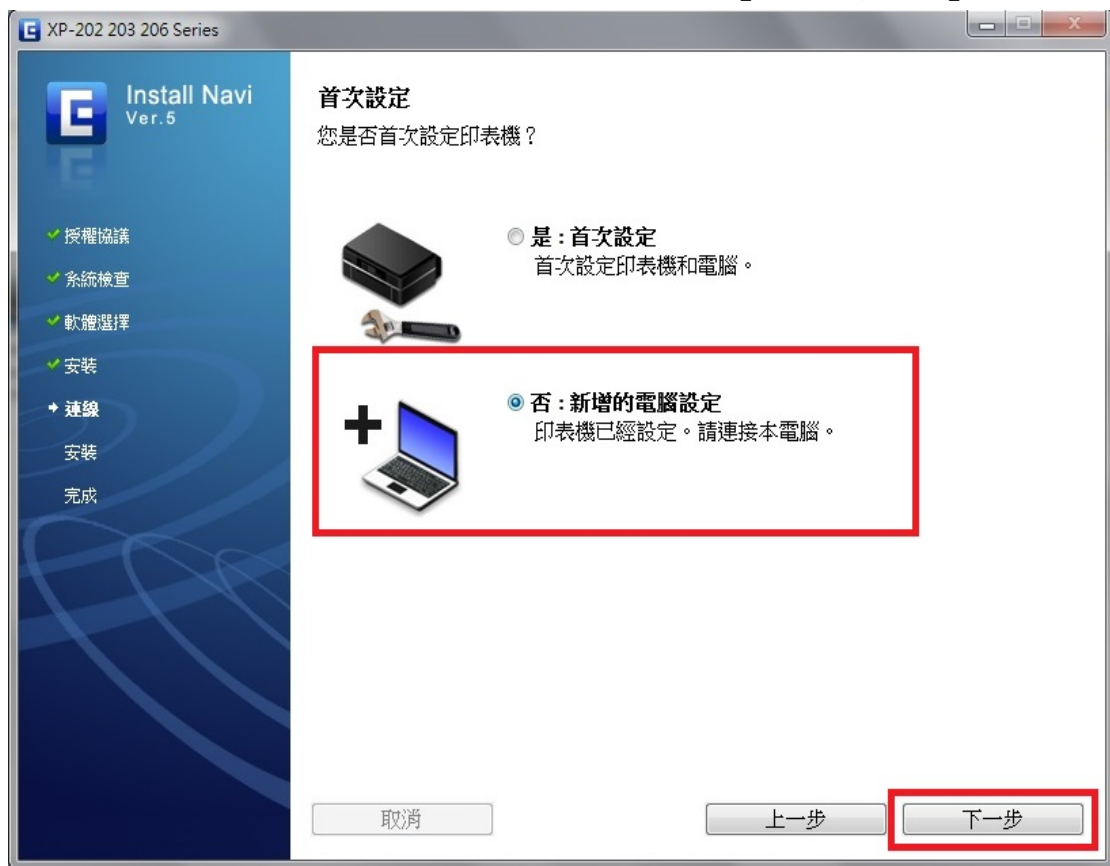 XP-202 203 206 Series
Install Navi
Ver.5
授權協議
系統檢查
軟體選擇
安裝
連線
安裝
完成
首次設定
您是否首次設定印表機？
是：首次設定
首次設定印表機和電腦。
否：新增的電腦設定
印表機已經設定。請連接本電腦。
取消
上一步
下一步